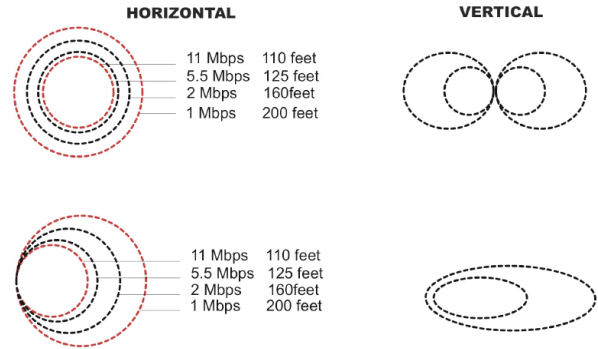 HORIZONTAL
VERTICAL
11 Mbps 110 feet
5.5 Mbps 125 feet
2 Mbps 160feet
1 Mbps 200 feet
11 Mbps 110 feet
5.5 Mbps 125 feet
2 Mbps 160feet
1 Mbps 200 feet